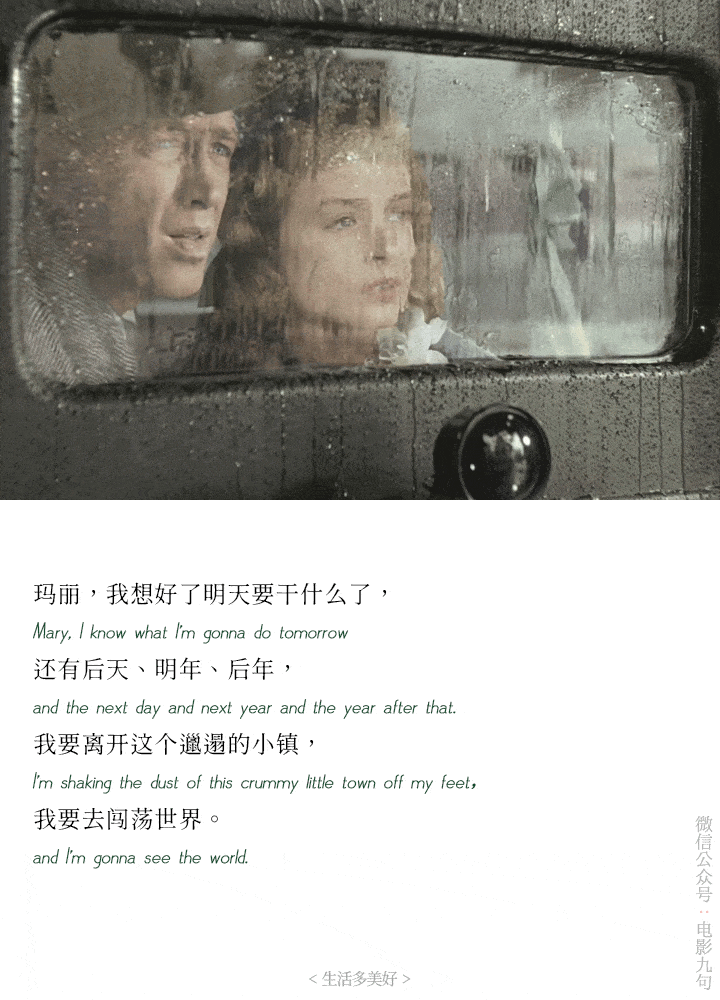 玛丽，我想好了明天要干什么了，
Mary, I know what I'm gonna do tomorrow
还有后天、明年、后年，
and the next day and next year and the year after that.
我要离开这个邋遢的小镇，
I'm shaking the dust of this crummy little town off my feet,
我要去闯荡世界。
and I'm gonna see the world.
微信公众号：电影九句
< 生活多美好 >